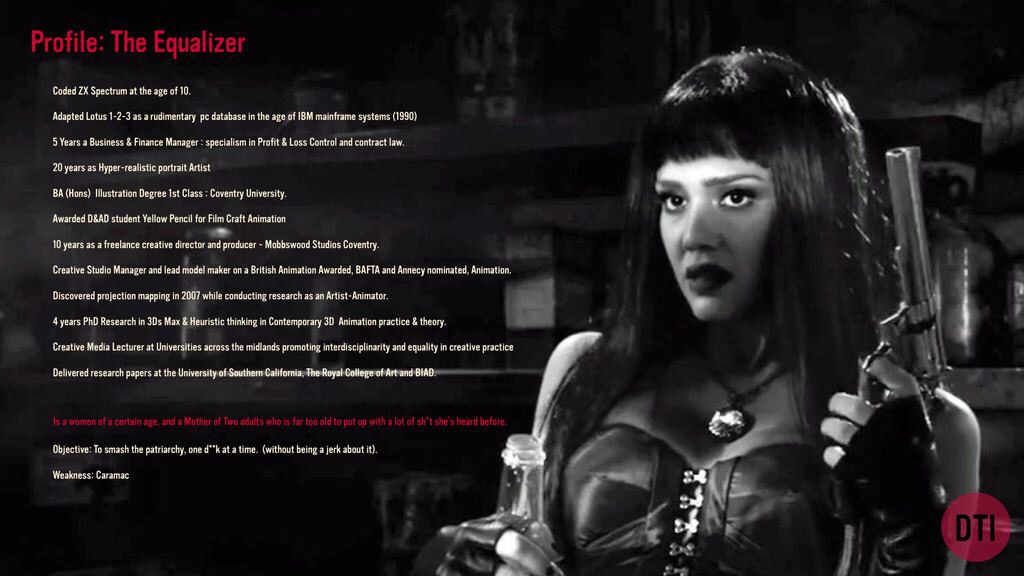 Profile: The Equalizer
Coded ZX Spectrum at the age of 10.
Adapted Lotus 1-2-3 as a rudimentary pc database in the age of IBM mainframe systems (1990)
5 Years a Business & Finance Manager : specialism in Profit & Loss Control and contract law.
20 years as Hyper-realistic portrait Artist
BA (Hons) Illustration Degree 1st Class : Coventry University.
Awarded D&AD student Yellow Pencil for Film Craft Animation
10 years as a freelance creative director and producer - Mobbswood Studios Coventry.
Creative Studio Manager and lead model maker on a British Animation Awarded, BAFTA and Annecy nominated, Animation.
Discovered projection mapping in 2007 while conducting research as an Artist-Animator.
4 years PhD Research in 3Ds Max & Heuristic thinking in Contemporary 3D Animation practice & theory.
Creative Media Lecturer at Universities across the midlands promoting interdisciplinarity and equality in creative practice
Delivered research papers at the University of Southern California, The Royal College of Art and BIAD.
Is a women of a certain age, and a Mother of Two adults who is far too old to put up with a lot of sh*t she's heard before.
Objective: To smash the patriarchy, one d**k at a time. (without being a jerk about it).
Weakness: Caramac
DTI